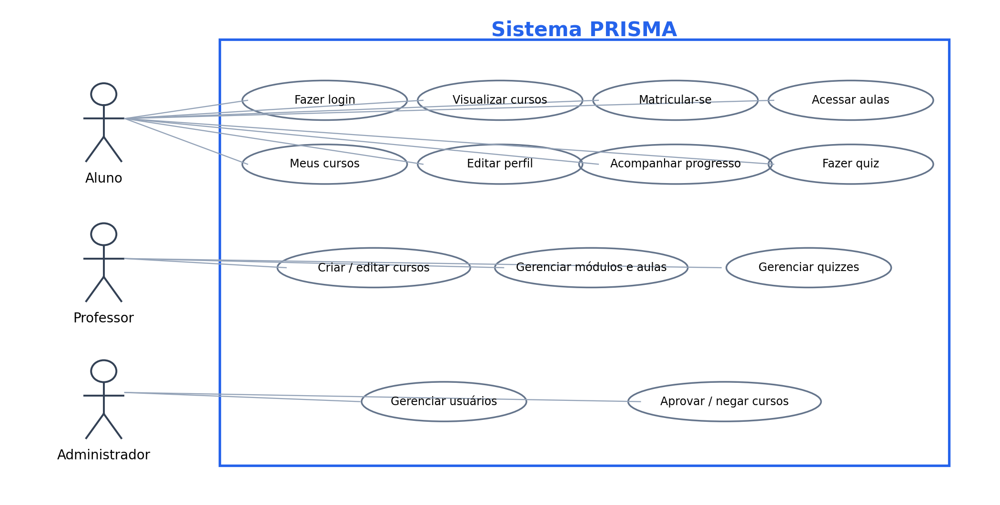 Sistema PRISMA
Fazer login
Visualizar cursos
Matricular-se
Acessar aulas
Meus cursos
Editar perfil
Acompanhar progresso
Fazer quiz
Aluno
Criar / editar cursos
Gerenciar módulos e aulas
Gerenciar quizzes
Professor
Gerenciar usuários
Aprovar / negar cursos
Administrador